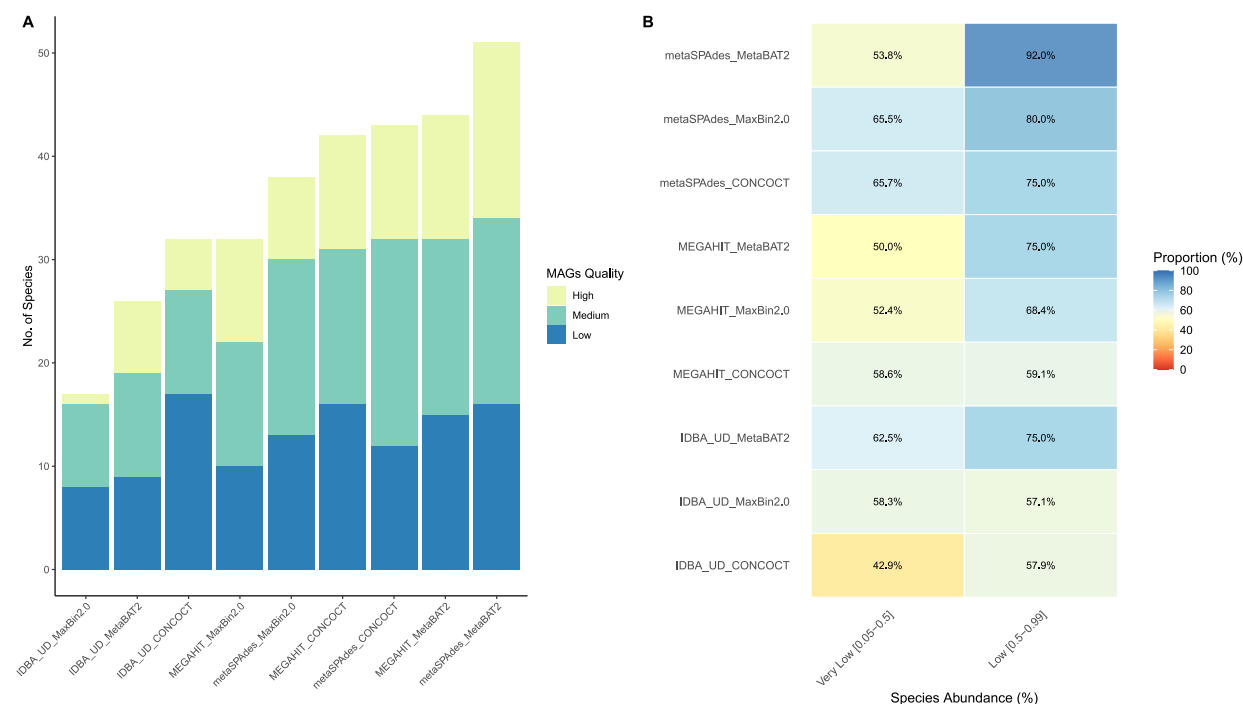 A
No. of Species
50
40
30
20
10
0
IDBA_UD_MaxBin2.0
IDBA_UD_MetaBAT2
IDBA_UD_CONCOCT
MEGAHIT_MaxBin2.0
metaSPAdes_MaxBin2.0
MEGAHIT_CONCOCT
metaSPAdes_CONCOCT
MEGAHIT_MetaBAT2
metaSPAdes_MetaBAT2
MAGs Quality
High
Medium
Low
B
metaSPAdes_MetaBAT2 53.8% 92.0%
metaSPAdes_MaxBin2.0 65.5% 80.0%
metaSPAdes_CONCOCT 65.7% 75.0%
MEGAHIT_MetaBAT2 50.0% 75.0%
MEGAHIT_MaxBin2.0 52.4% 68.4%
MEGAHIT_CONCOCT 58.6% 59.1%
IDBA_UD_MetaBAT2 62.5% 75.0%
IDBA_UD_MaxBin2.0 58.3% 57.1%
IDBA_UD_CONCOCT 42.9% 57.9%
Very Low [0.05−0.5]
Low [0.5−0.99]
Species Abundance (%)
Proportion (%)
100
80
60
40
20
0